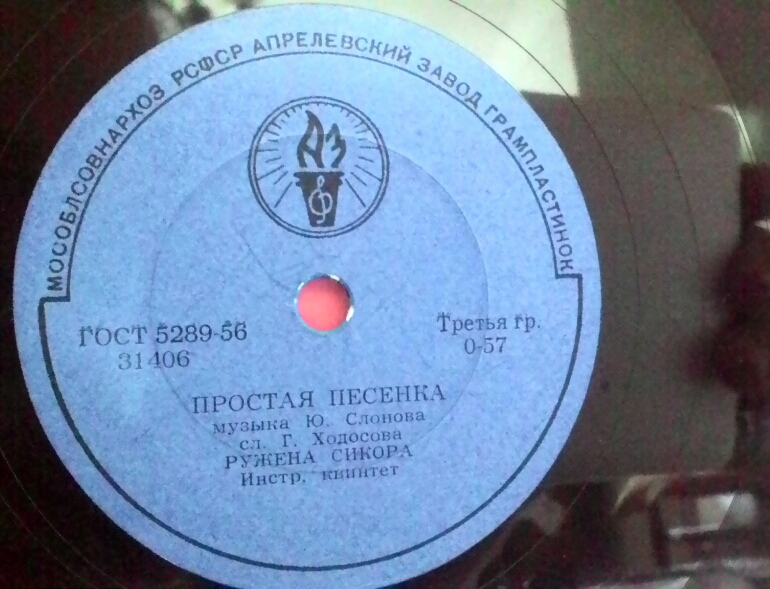 МОСОБЛСОВНАРХОЗ РСФСР АПРЕЛЕВСКИЙ ЗАВОД ГРАМПЛАСТИНОК
АЗ
ГОСТ 5289-56
31406
Третья гр.
0-57
ПРОСТАЯ ПЕСЕНКА
музыка Ю. Слонова
сл. Г. Ходосова
РУЖЕНА СИКОРА
Инстр. квинтет